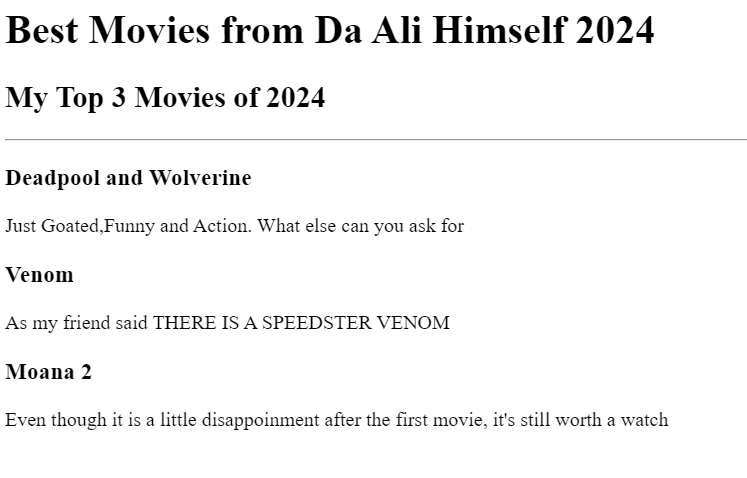 Best Movies from Da Ali Himself 2024
My Top 3 Movies of 2024
Deadpool and Wolverine
Just Goated,Funny and Action. What else can you ask for
Venom
As my friend said THERE IS A SPEEDSTER VENOM
Moana 2
Even though it is a little disappoinment after the first movie, it's still worth a watch